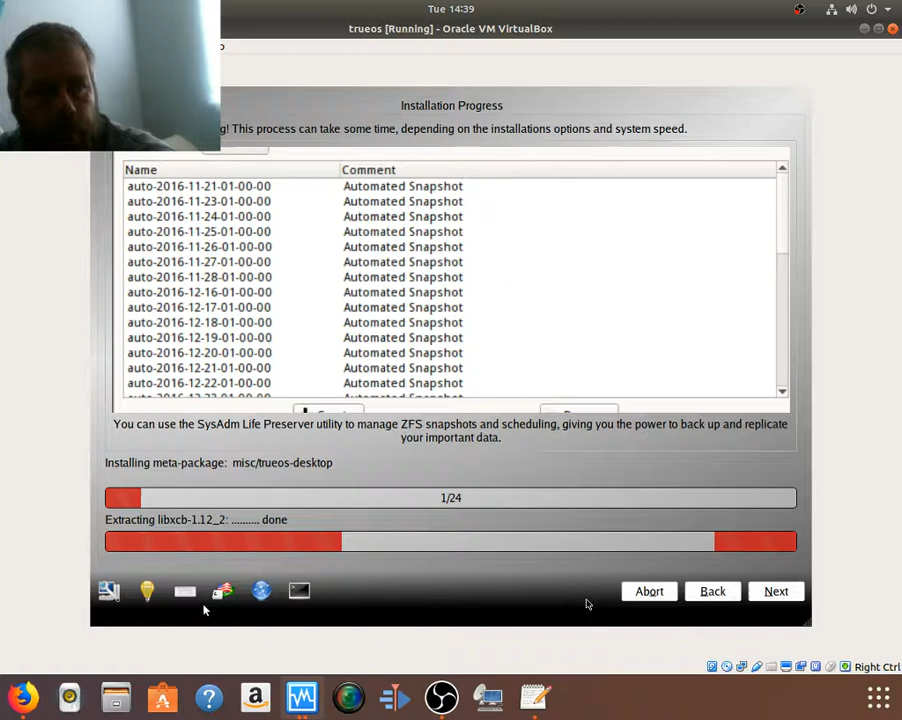 Tue 14:39
trueos [Running] - Oracle VM VirtualBox
Installation Progress
! This process can take some time, depending on the installations options and system speed.
Name Comment
auto-2016-11-21-01-00-00 Automated Snapshot
auto-2016-11-23-01-00-00 Automated Snapshot
auto-2016-11-24-01-00-00 Automated Snapshot
auto-2016-11-25-01-00-00 Automated Snapshot
auto-2016-11-26-01-00-00 Automated Snapshot
auto-2016-11-27-01-00-00 Automated Snapshot
auto-2016-11-28-01-00-00 Automated Snapshot
auto-2016-12-16-01-00-00 Automated Snapshot
auto-2016-12-17-01-00-00 Automated Snapshot
auto-2016-12-18-01-00-00 Automated Snapshot
auto-2016-12-19-01-00-00 Automated Snapshot
auto-2016-12-20-01-00-00 Automated Snapshot
auto-2016-12-21-01-00-00 Automated Snapshot
auto-2016-12-22-01-00-00 Automated Snapshot
You can use the SysAdm Life Preserver utility to manage ZFS snapshots and scheduling, giving you the power to back up and replicate
your important data.
Installing meta-package: misc/trueos-desktop
1/24
Extracting libxcb-1.12_2: .......... done
Abort Back Next
Right Ctrl